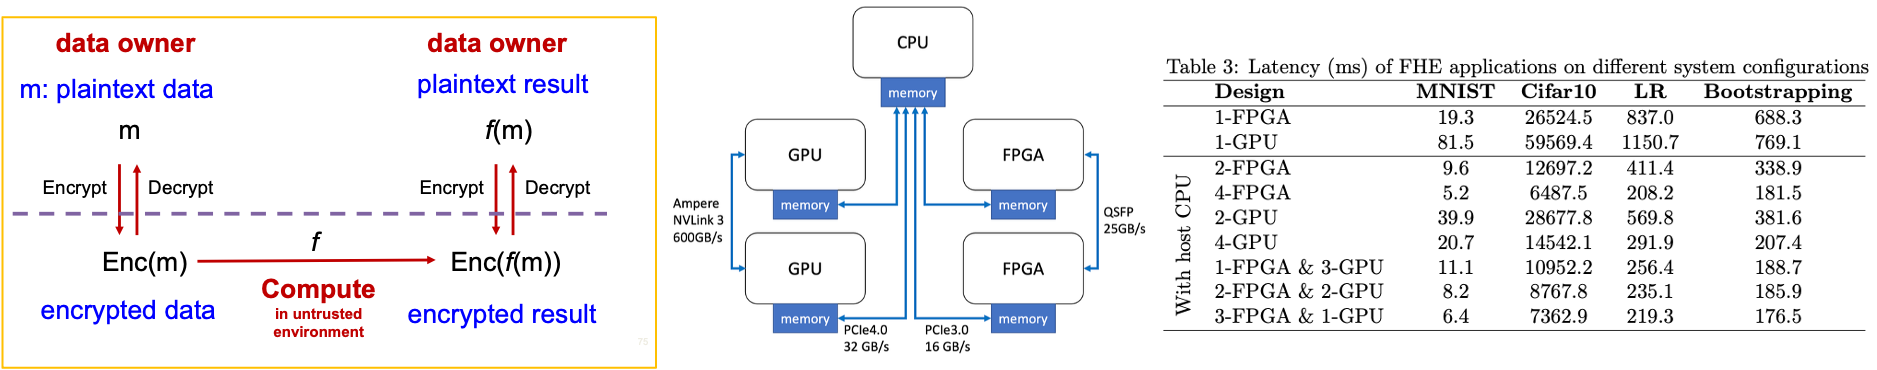 data owner
m: plaintext data
m
Encrypt
Decrypt
Enc(m)
encrypted data
f
Compute
in untrusted
environment
data owner
plaintext result
f(m)
Encrypt
Decrypt
Enc(f(m))
encrypted result
75
CPU
memory
GPU
memory
FPGA
memory
Ampere
NVLink 3
600GB/s
QSFP
25GB/s
GPU
memory
FPGA
memory
PCIe4.0
32 GB/s
PCIe3.0
16 GB/s
Table 3: Latency (ms) of FHE applications on different system configurations
Design MNIST Cifar10 LR Bootstrapping
1-FPGA 19.3 26524.5 837.0 688.3
1-GPU 81.5 59569.4 1150.7 769.1
With host CPU
2-FPGA 9.6 12697.2 411.4 338.9
4-FPGA 5.2 6487.5 208.2 181.5
2-GPU 39.9 28677.8 569.8 381.6
4-GPU 20.7 14542.1 291.9 207.4
1-FPGA & 3-GPU 11.1 10952.2 256.4 188.7
2-FPGA & 2-GPU 8.2 8767.8 235.1 185.9
3-FPGA & 1-GPU 6.4 7362.9 219.3 176.5